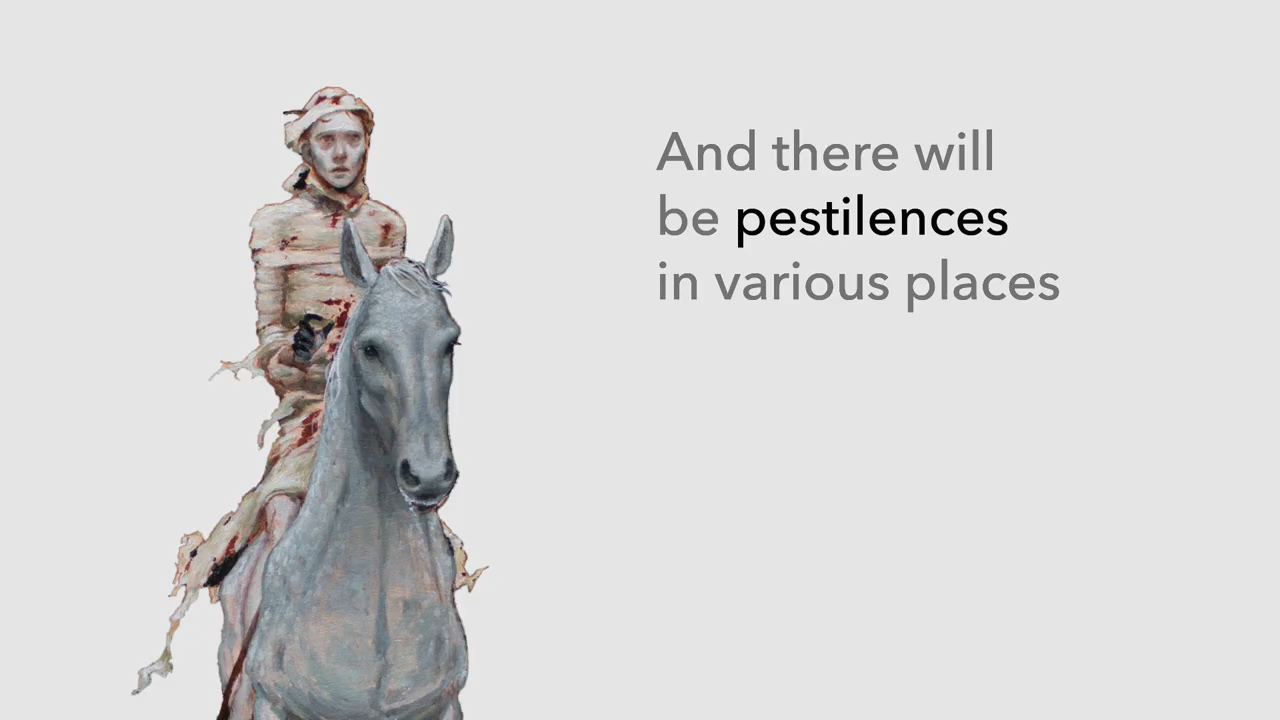 And there will
be pestilences
in various places